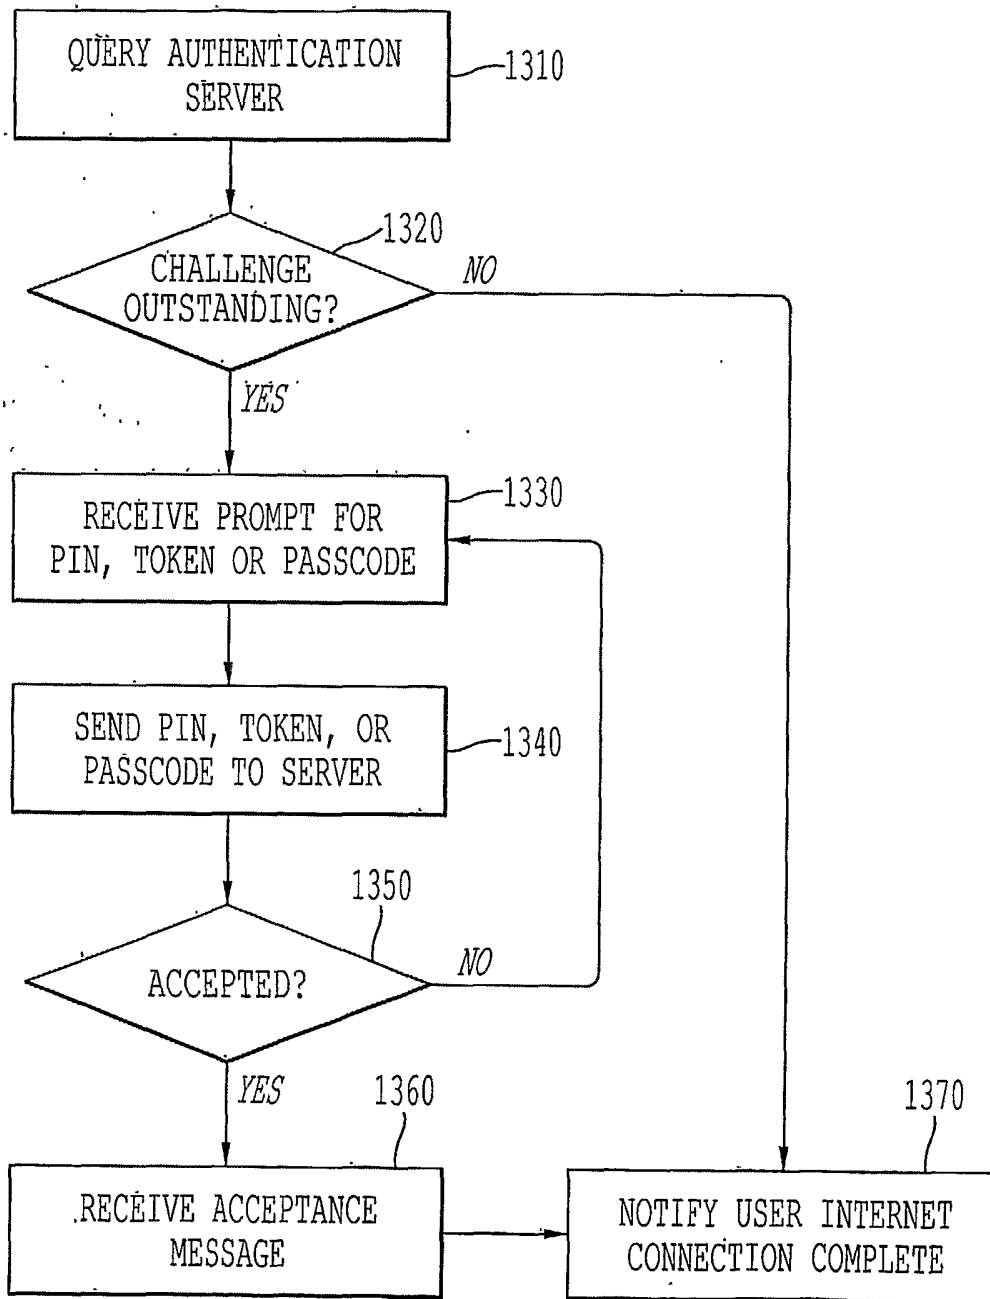 QUERY AUTHENTICATION
SERVER
1310
1320
CHALLENGE
OUTSTANDING?
NO
YES
1330
RECEIVE PROMPT FOR
PIN, TOKEN OR PASSCODE
SEND PIN, TOKEN, OR
PASSCODE TO SERVER
1340
1350
ACCEPTED?
NO
YES
1360
1370
RECEIVE ACCEPTANCE
MESSAGE
NOTIFY USER INTERNET
CONNECTION COMPLETE